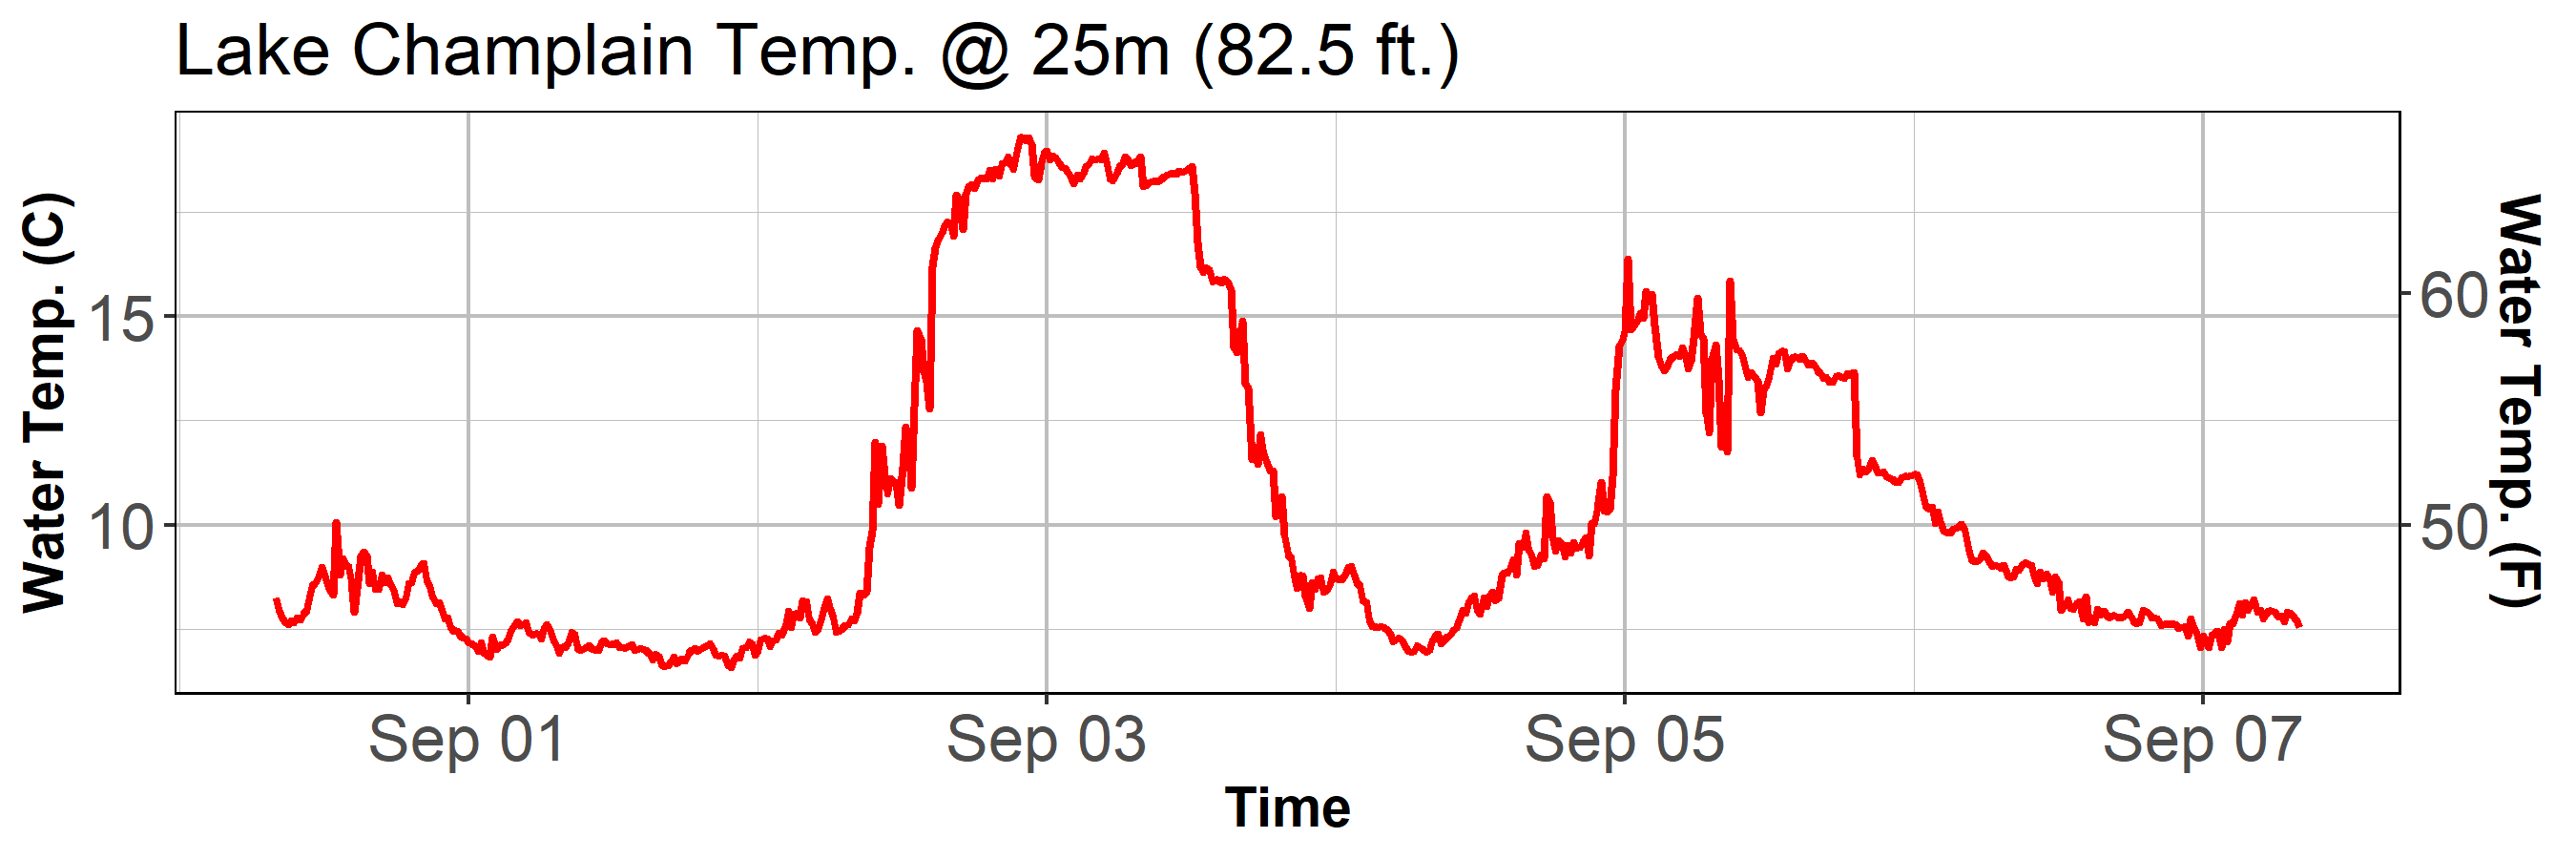 Lake Champlain Temp. @ 25m (82.5 ft.)
Water Temp. (C)
15
10
60
50
Water Temp. (F)
Sep 01 Sep 03 Sep 05 Sep 07
Time